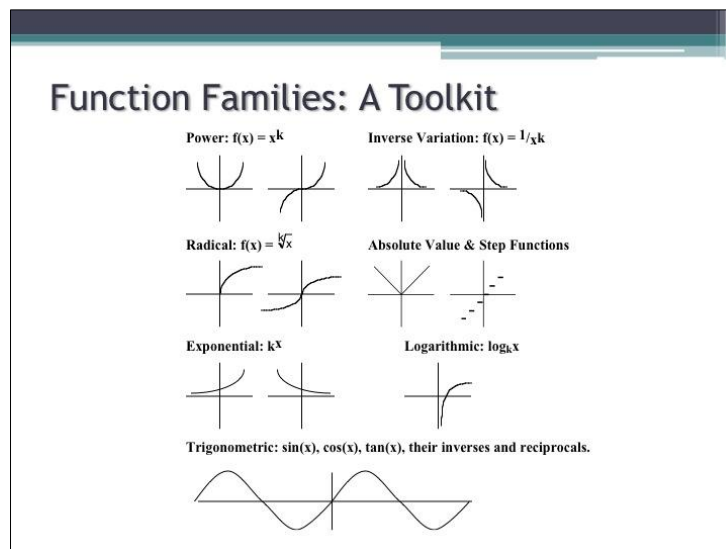 Function Families: A Toolkit
Power: f(x) = xᵏ
Inverse Variation: f(x) = 1/xk
Radical: f(x) = ᵏ√x
Absolute Value & Step Functions
Exponential: kˣ
Logarithmic: logₖx
Trigonometric: sin(x), cos(x), tan(x), their inverses and reciprocals.